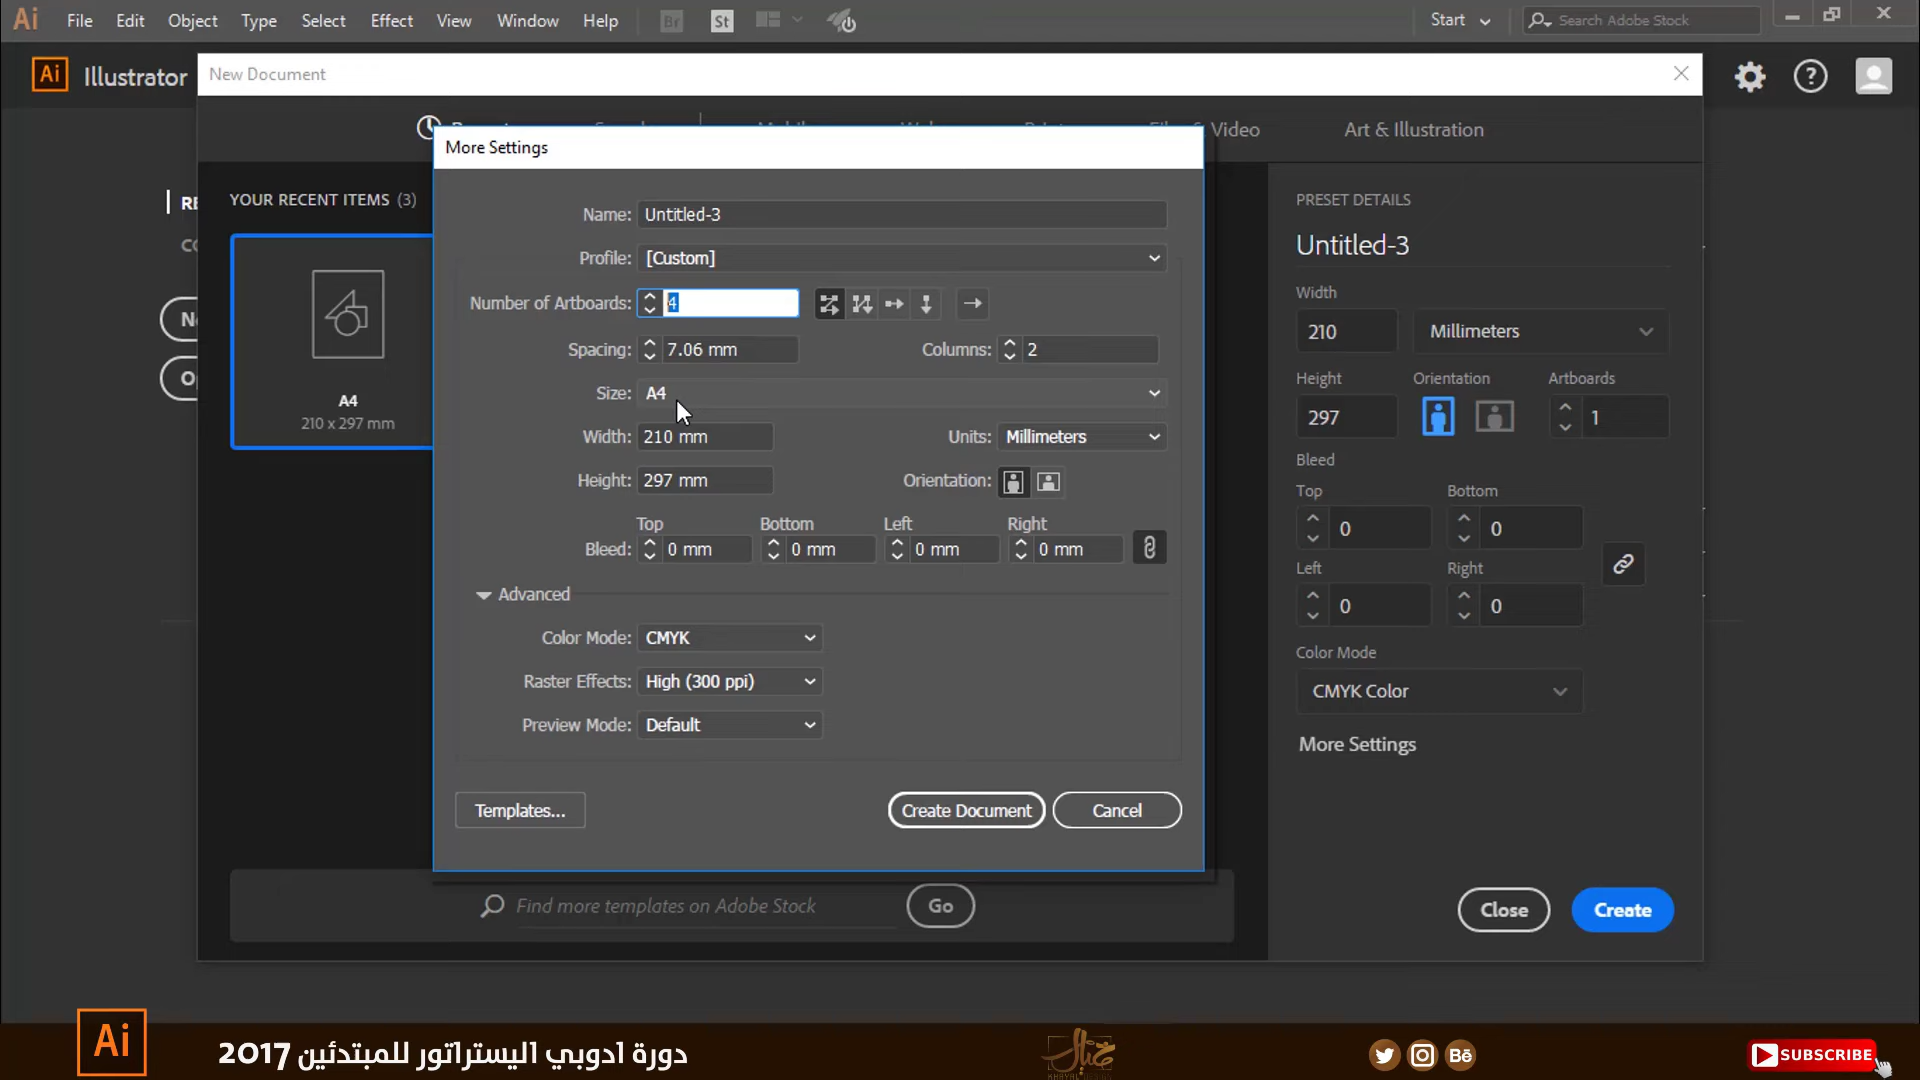 Ai File Edit Object Type Select Effect View Window Help Br St Start Search Adobe Stock
Ai Illustrator
New Document
& Video Art & Illustration
More Settings
YOUR RECENT ITEMS (3)
A4
210 x 297 mm
Name: Untitled-3
Profile: [Custom]
Number of Artboards: 4
Spacing: 7.06 mm Columns: 2
Size: A4
Width: 210 mm Units: Millimeters
Height: 297 mm Orientation:
Top Bottom Left Right
Bleed: 0 mm 0 mm 0 mm 0 mm
Advanced
Color Mode: CMYK
Raster Effects: High (300 ppi)
Preview Mode: Default
Templates... Create Document Cancel
Find more templates on Adobe Stock Go
PRESET DETAILS
Untitled-3
Width
210 Millimeters
Height Orientation Artboards
297 1
Bleed
Top Bottom
0 0
Left Right
0 0
Color Mode
CMYK Color
More Settings
Close Create
Ai دورة ادوبي اليستراتور للمبتدئين 2017
Bē
SUBSCRIBE